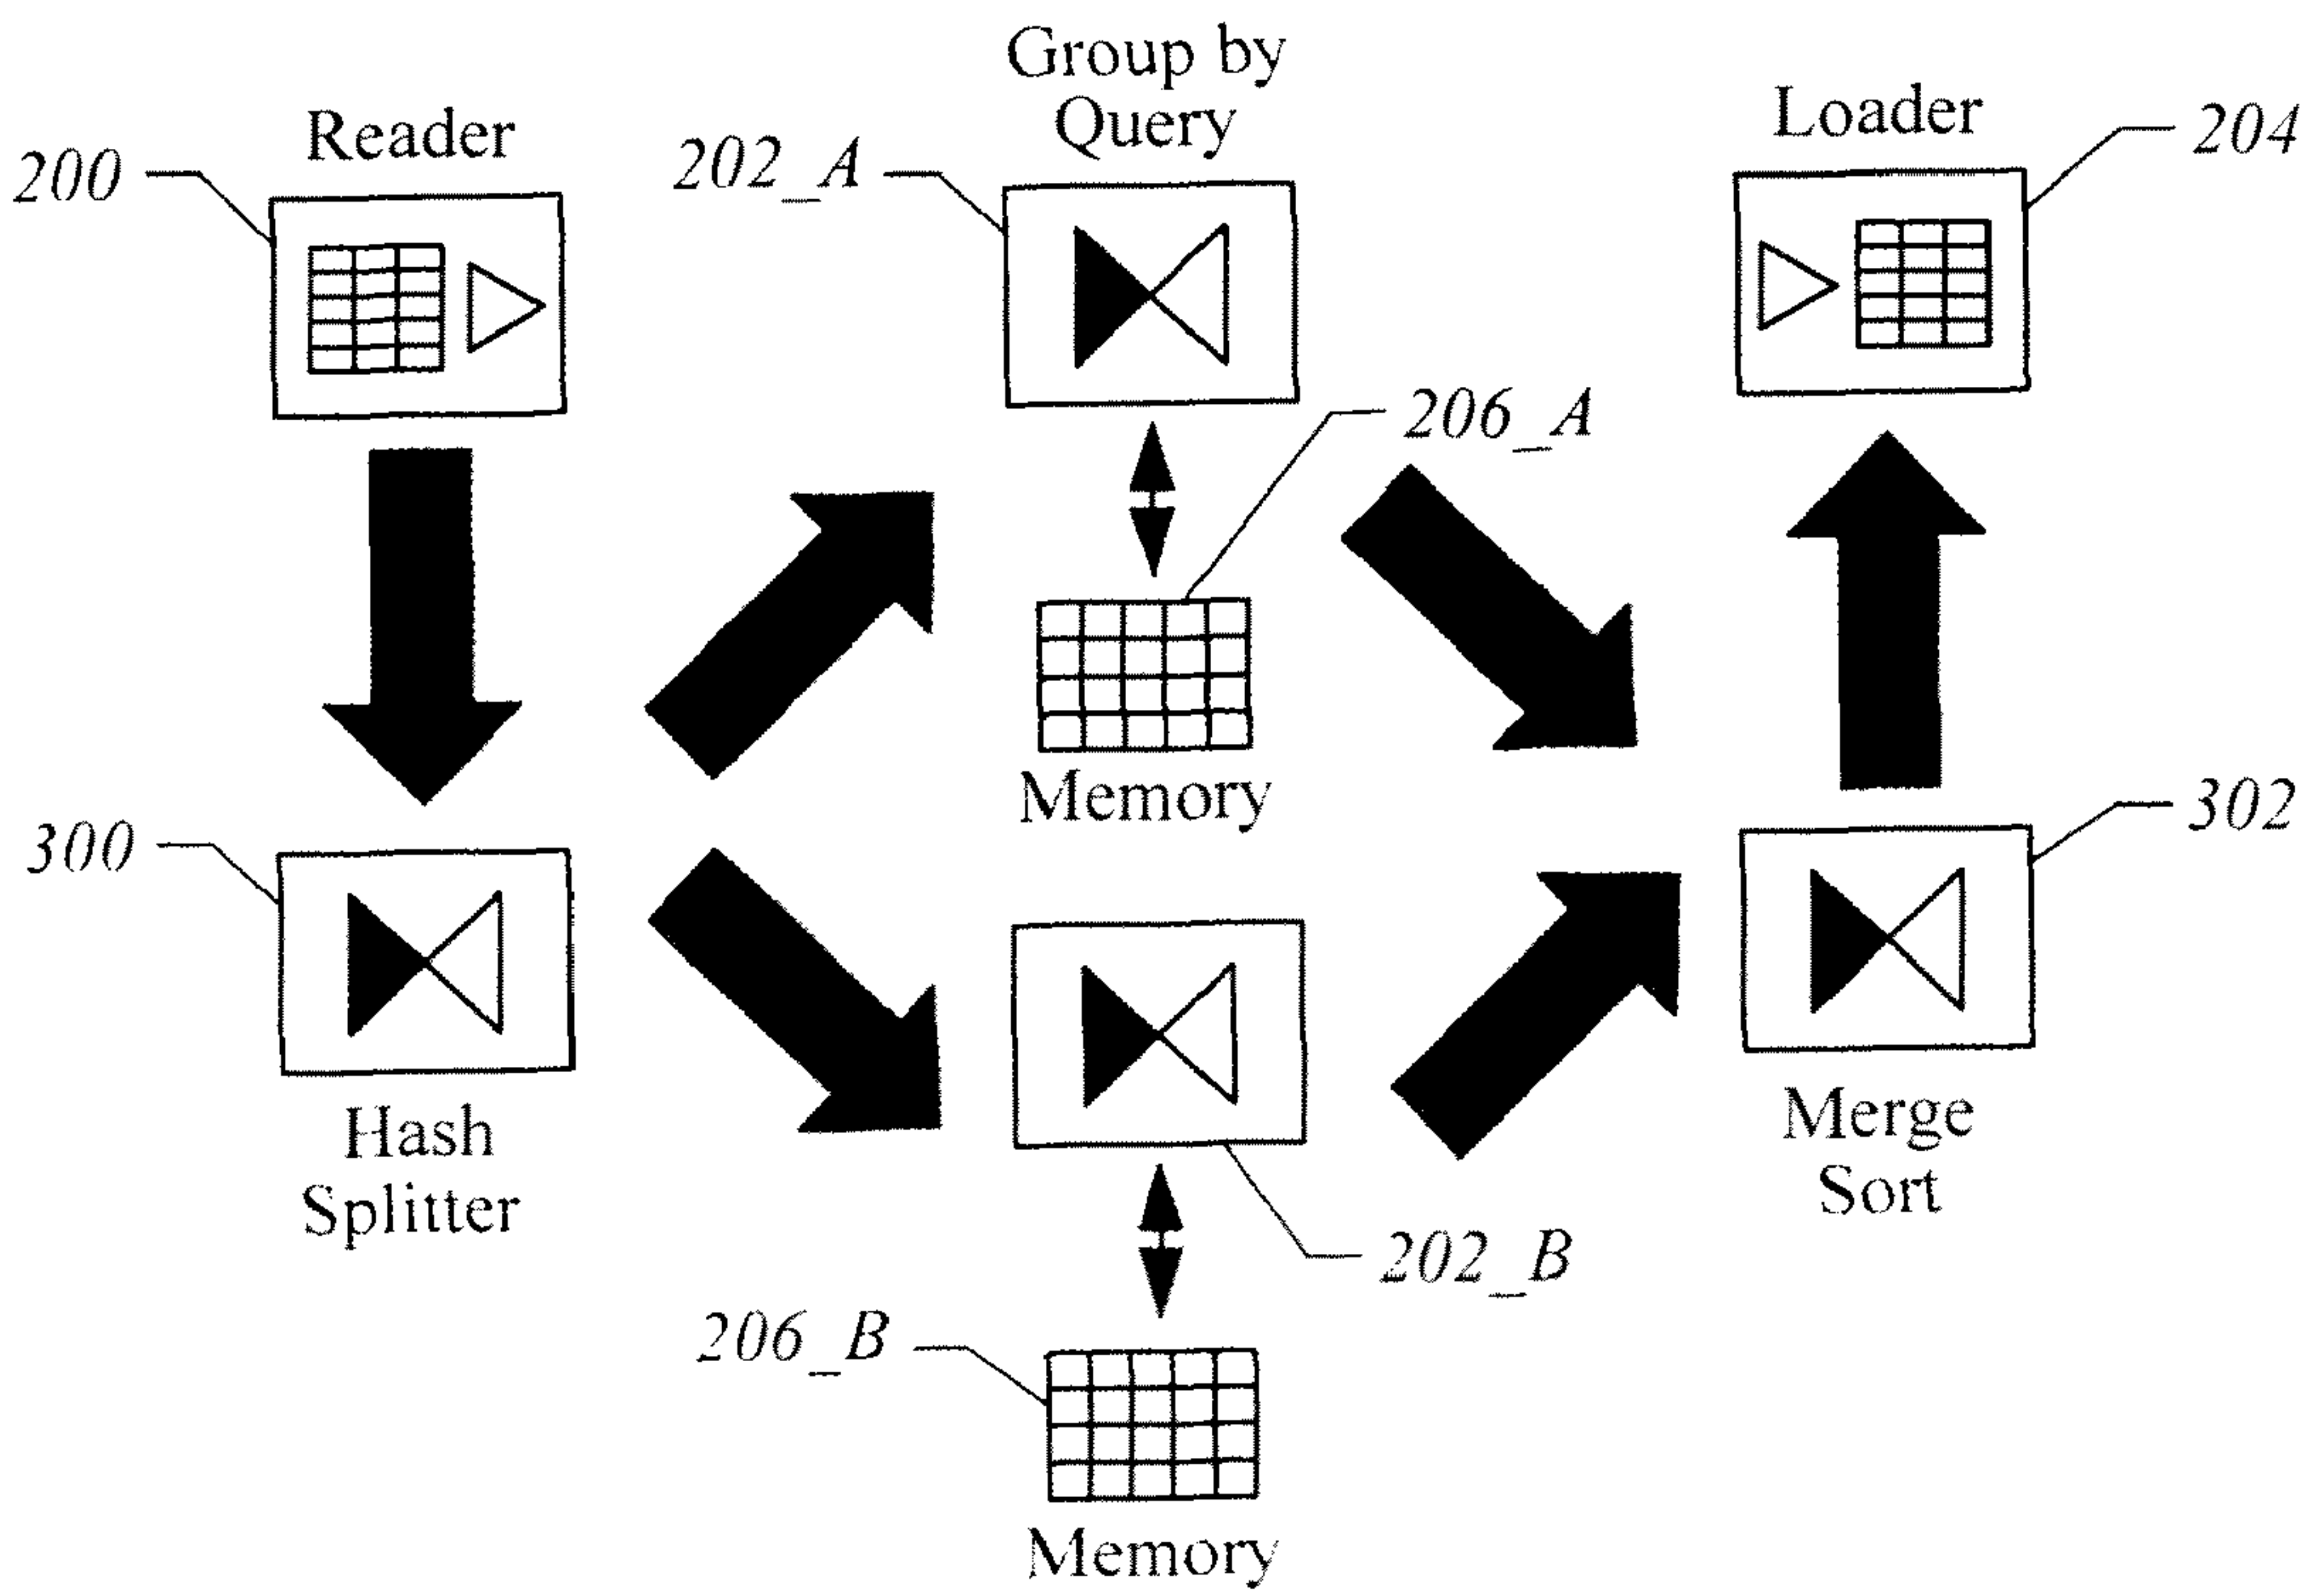 Group by
Query
Reader
Loader
200
202_A
204
206_A
Memory
300
302
Hash
Splitter
Merge
Sort
202_B
206_B
Memory